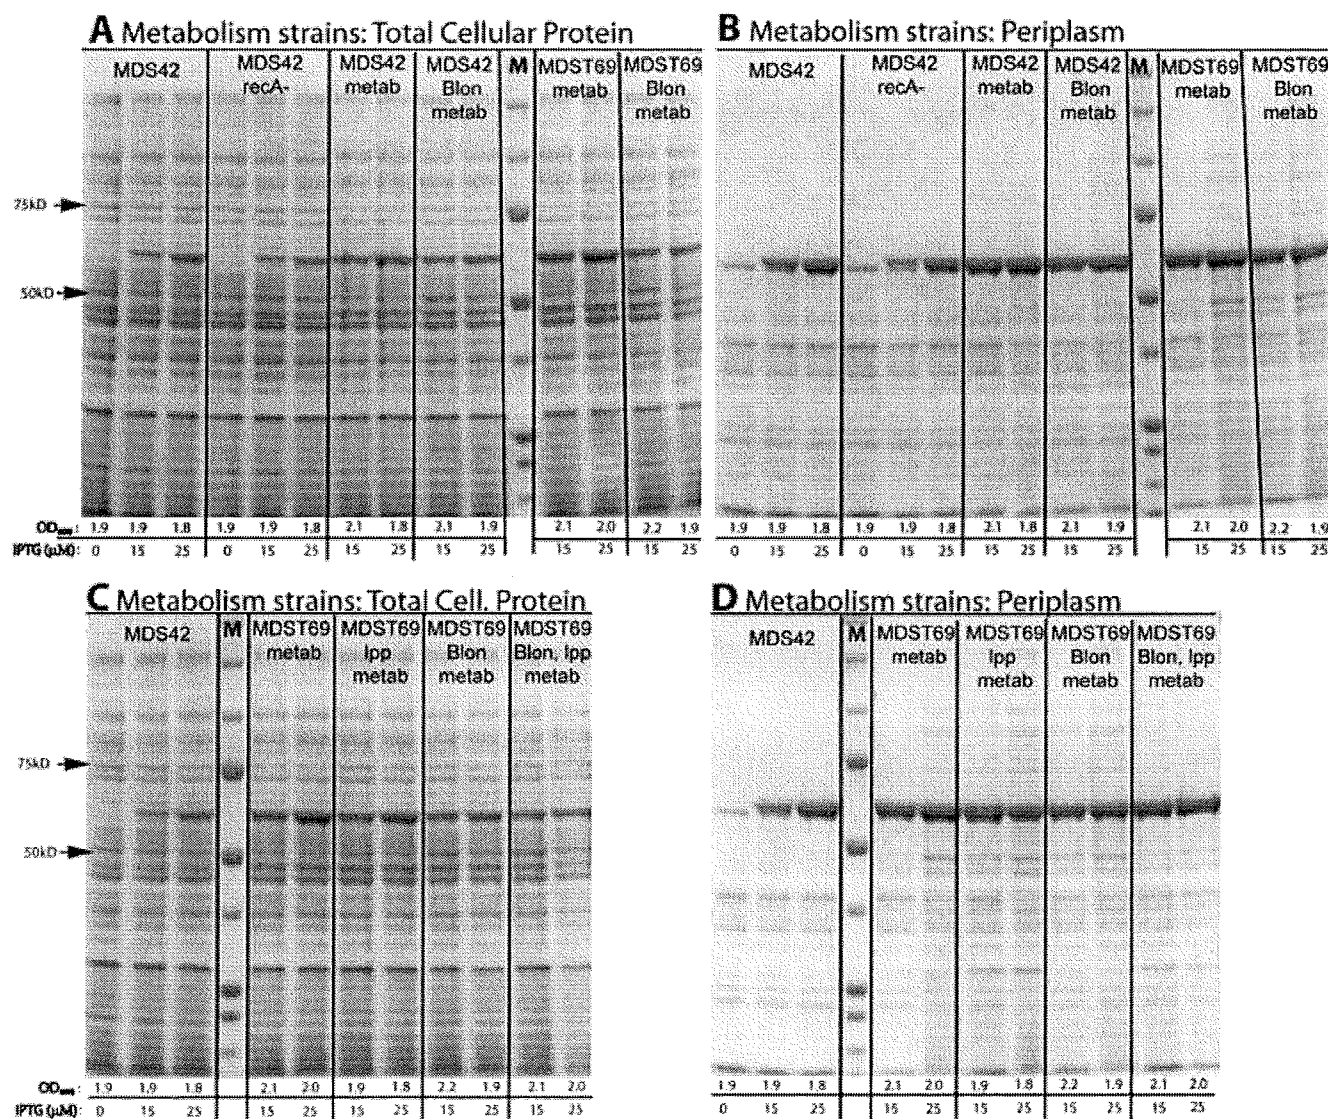 A Metabolism strains: Total Cellular Protein
MDS42
MDS42
recA-
MDS42
metab
MDS42
Blon
metab
M
MDST69
metab
MDST69
Blon
metab
75kD
50kD
1.9 1.9 1.8 1.9 1.9 1.8 2.1 1.8 2.1 1.9 2.1 2.0 2.2 1.9
IPTG (µM): 0 15 25 0 15 25 15 25 15 25 15 25 15 25
B Metabolism strains: Periplasm
MDS42
MDS42
recA-
MDS42
metab
MDS42
Blon
metab
M
MDST69
metab
MDST69
Blon
metab
1.9 1.9 1.8 1.9 1.9 1.8 2.1 1.8 2.1 1.9 2.1 2.0 2.2 1.9
0 15 25 0 15 25 15 25 15 25 15 25 15 25
C Metabolism strains: Total Cell. Protein
MDS42
M
MDST69
metab
MDST69
lpp
metab
MDST69
Blon
metab
MDST69
Blon, lpp
metab
75kD
50kD
1.9 1.9 1.8 2.1 2.0 1.9 1.8 2.2 1.9 2.1 2.0
IPTG (µM): 0 15 25 15 25 15 25 15 25 15 25
D Metabolism strains: Periplasm
MDS42
M
MDST69
metab
MDST69
lpp
metab
MDST69
Blon
metab
MDST69
Blon, lpp
metab
1.9 1.9 1.8 2.1 2.0 1.9 1.8 2.2 1.9 2.1 2.0
0 15 25 15 25 15 25 15 25 15 25